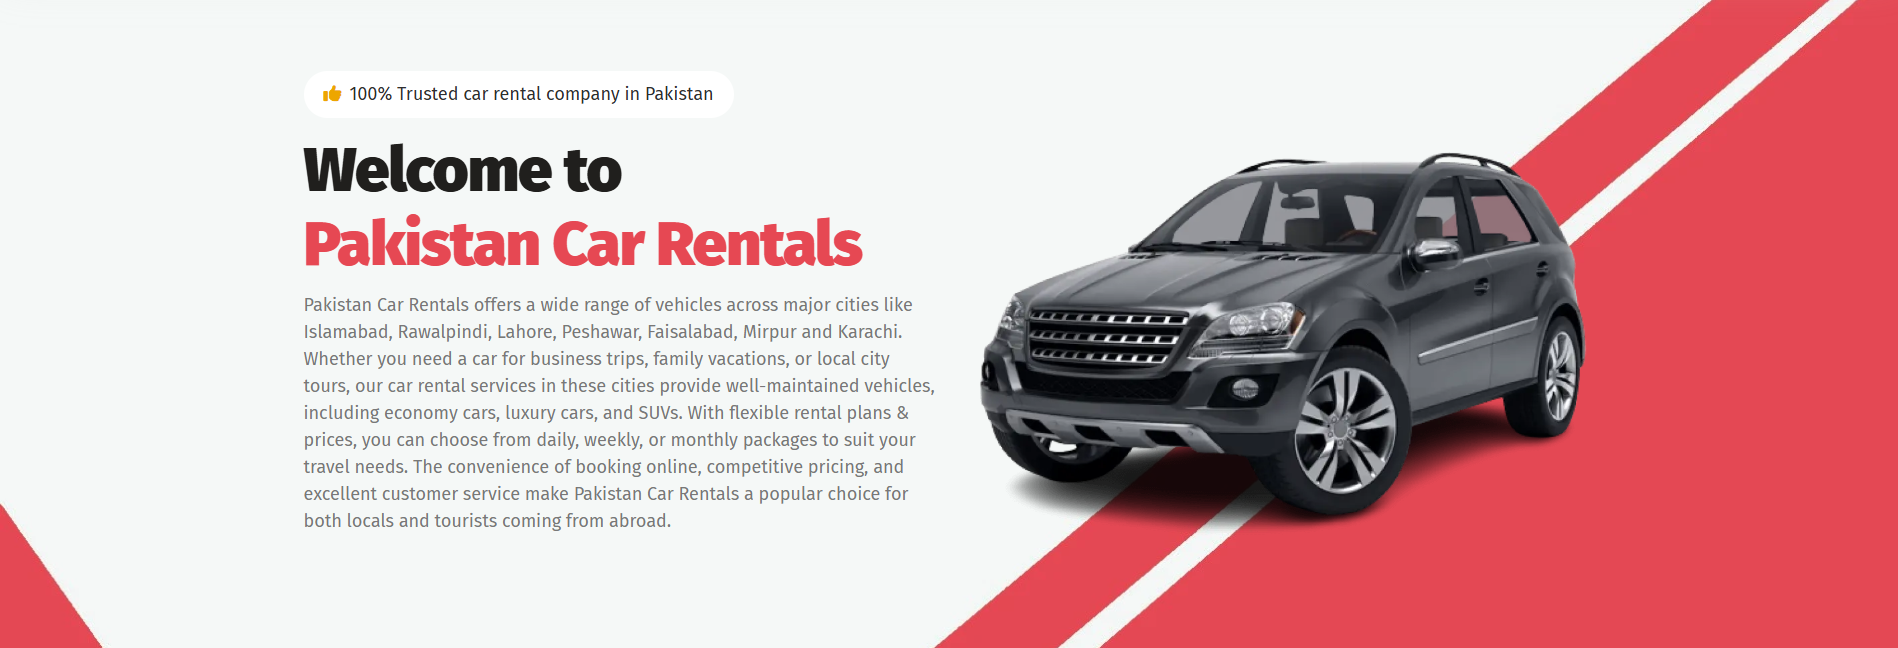 100% Trusted car rental company in Pakistan
Welcome to
Pakistan Car Rentals
Pakistan Car Rentals offers a wide range of vehicles across major cities like
Islamabad, Rawalpindi, Lahore, Peshawar, Faisalabad, Mirpur and Karachi.
Whether you need a car for business trips, family vacations, or local city
tours, our car rental services in these cities provide well-maintained vehicles,
including economy cars, luxury cars, and SUVs. With flexible rental plans &
prices, you can choose from daily, weekly, or monthly packages to suit your
travel needs. The convenience of booking online, competitive pricing, and
excellent customer service make Pakistan Car Rentals a popular choice for
both locals and tourists coming from abroad.